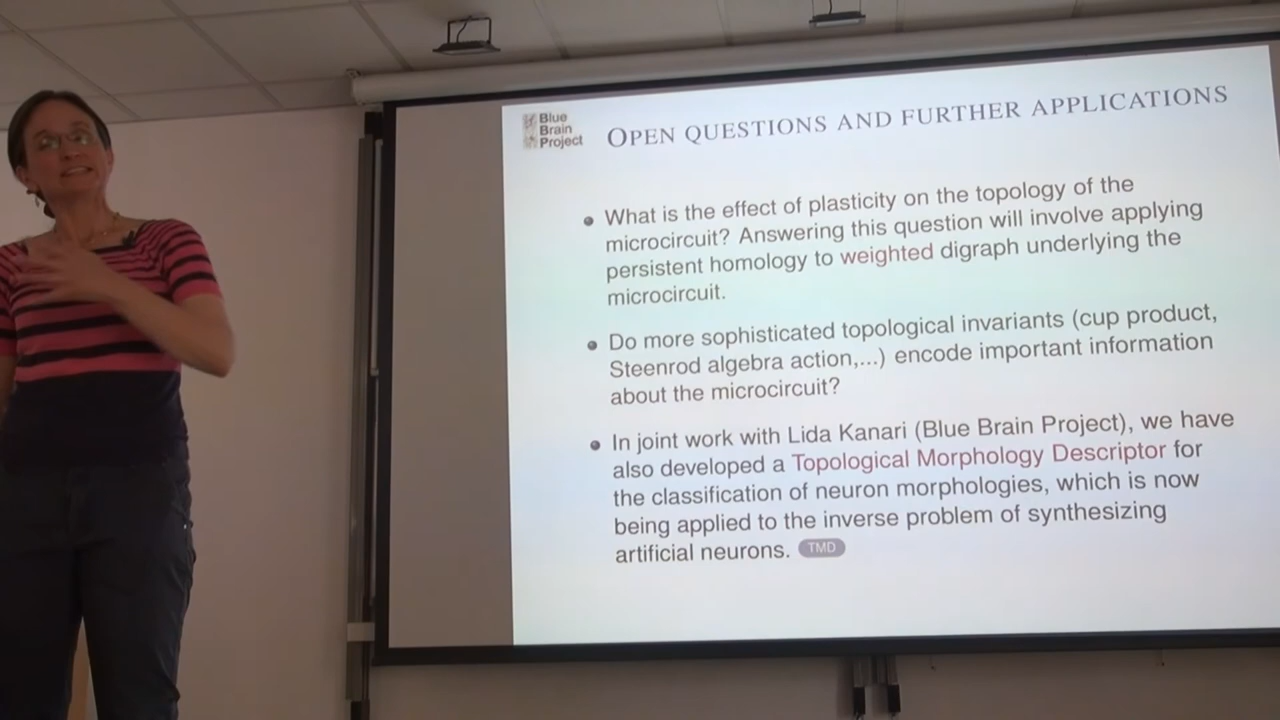 Blue
Brain
Project
OPEN QUESTIONS AND FURTHER APPLICATIONS
What is the effect of plasticity on the topology of the
microcircuit? Answering this question will involve applying
persistent homology to weighted digraph underlying the
microcircuit.
Do more sophisticated topological invariants (cup product,
Steenrod algebra action,...) encode important information
about the microcircuit?
In joint work with Lida Kanari (Blue Brain Project), we have
also developed a Topological Morphology Descriptor for
the classification of neuron morphologies, which is now
being applied to the inverse problem of synthesizing
artificial neurons. TMD